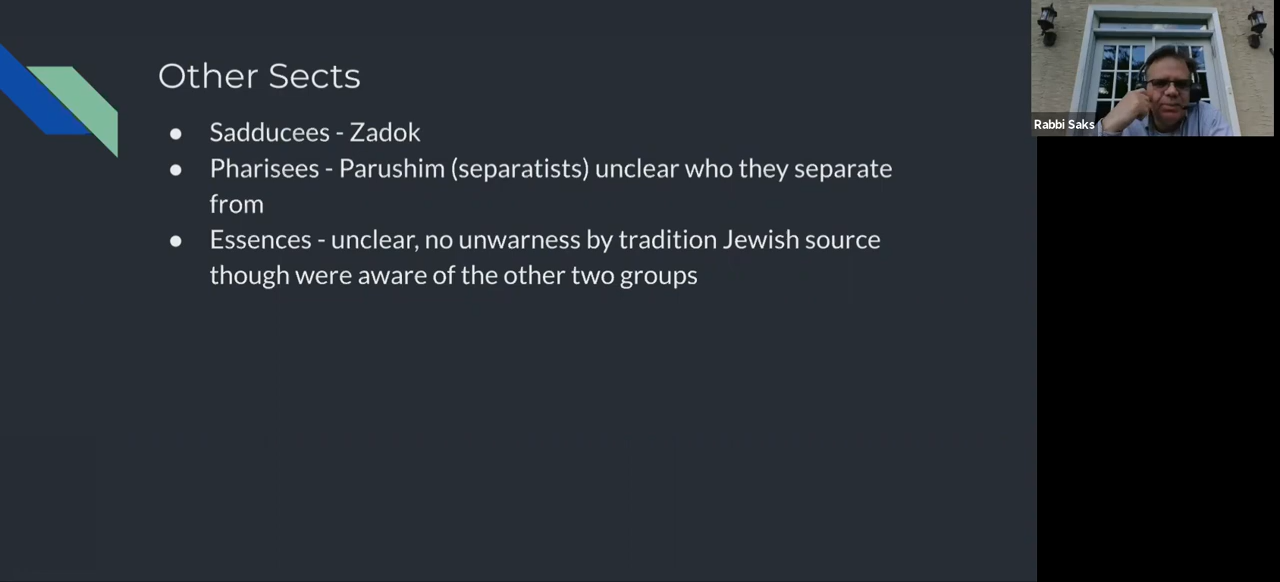 Other Sects
● Sadducees - Zadok
● Pharisees - Parushim (separatists) unclear who they separate
from
● Essences - unclear, no unwarness by tradition Jewish source
though were aware of the other two groups
Rabbi Saks